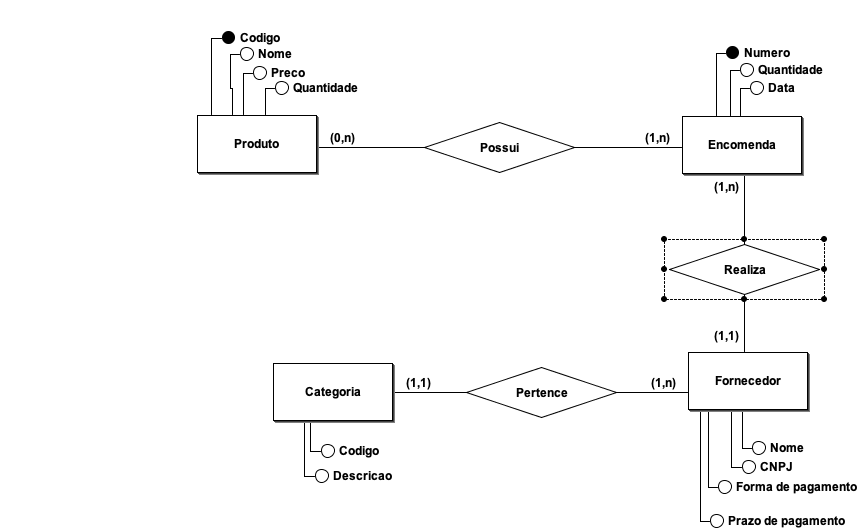 Codigo
Nome
Preco
Quantidade
Numero
Quantidade
Data
Produto
(0,n)
Possui
(1,n)
Encomenda
(1,n)
Realiza
(1,1)
Categoria
(1,1)
Pertence
(1,n)
Fornecedor
Codigo
Descricao
Nome
CNPJ
Forma de pagamento
Prazo de pagamento